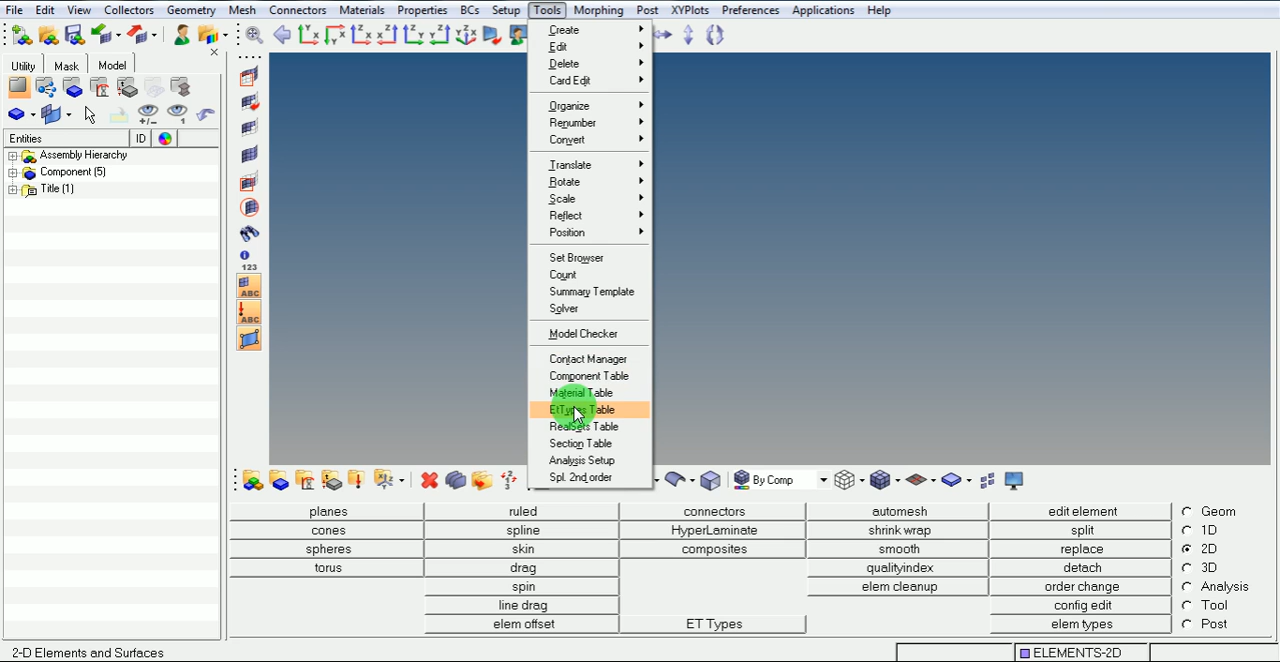 File Edit View Collectors Geometry Mesh Connectors Materials Properties BCs Setup Tools Morphing Post XYPlots Preferences Applications Help
Utility Mask Model
Entities ID
Assembly Hierarchy
Component (5)
Title (1)
123
ABC
ABC
Create
Edit
Delete
Card Edit
Organize
Renumber
Convert
Translate
Rotate
Scale
Reflect
Position
Set Browser
Count
Summary Template
Solver
Model Checker
Contact Manager
Component Table
Material Table
EtTypes Table
RealSets Table
Section Table
Analysis Setup
Spl. 2nd order
By Comp
planes ruled connectors automesh edit element Geom
cones spline HyperLaminate shrink wrap split 1D
spheres skin composites smooth replace 2D
torus drag qualityindex detach 3D
spin elem cleanup order change Analysis
line drag config edit Tool
elem offset ET Types elem types Post
2-D Elements and Surfaces ELEMENTS-2D